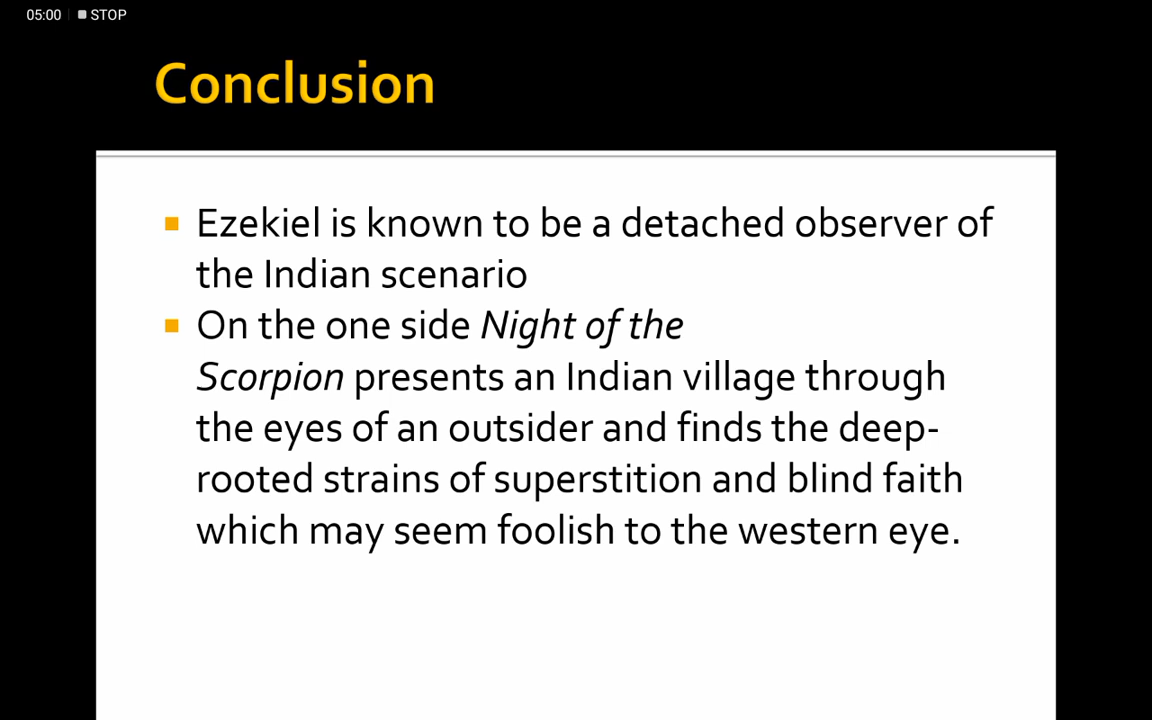 05:00 STOP
Conclusion
Ezekiel is known to be a detached observer of
the Indian scenario
On the one side Night of the
Scorpion presents an Indian village through
the eyes of an outsider and finds the deep-
rooted strains of superstition and blind faith
which may seem foolish to the western eye.